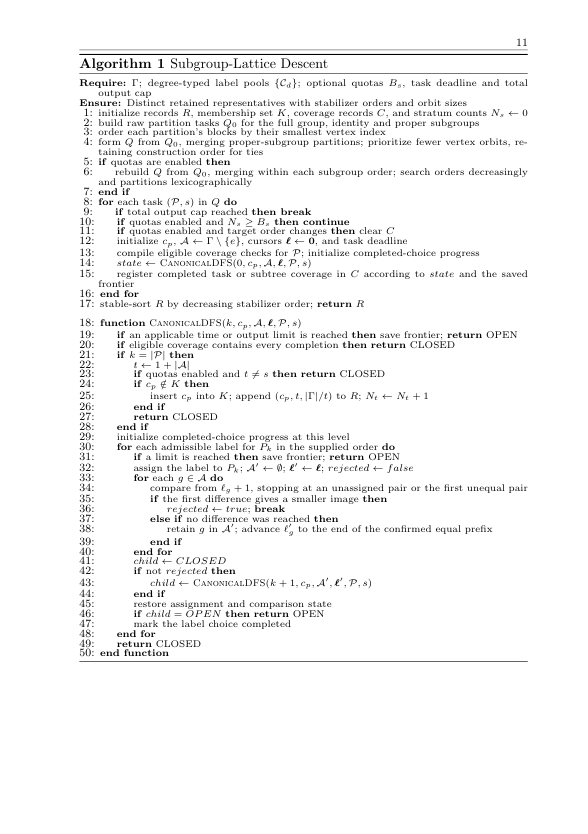 11
Algorithm 1 Subgroup-Lattice Descent
Require: Γ; degree-typed label pools {𝒞_d}; optional quotas B_s, task deadline and total
output cap
Ensure: Distinct retained representatives with stabilizer orders and orbit sizes
1: initialize records R, membership set K, coverage records C, and stratum counts N_s ← 0
2: build raw partition tasks Q_0 for the full group, identity and proper subgroups
3: order each partition's blocks by their smallest vertex index
4: form Q from Q_0, merging proper-subgroup partitions; prioritize fewer vertex orbits, re-
taining construction order for ties
5: if quotas are enabled then
6: rebuild Q from Q_0, merging within each subgroup order; search orders decreasingly
and partitions lexicographically
7: end if
8: for each task (𝒫, s) in Q do
9: if total output cap reached then break
10: if quotas enabled and N_s ≥ B_s then continue
11: if quotas enabled and target order changes then clear C
12: initialize c_p, 𝒜 ← Γ \ {e}, cursors ℓ ← 0, and task deadline
13: compile eligible coverage checks for 𝒫; initialize completed-choice progress
14: state ← CANONICALDFS(0, c_p, 𝒜, ℓ, 𝒫, s)
15: register completed task or subtree coverage in C according to state and the saved
frontier
16: end for
17: stable-sort R by decreasing stabilizer order; return R
18: function CANONICALDFS(k, c_p, 𝒜, ℓ, 𝒫, s)
19: if an applicable time or output limit is reached then save frontier; return OPEN
20: if eligible coverage contains every completion then return CLOSED
21: if k = |𝒫| then
22: t ← 1 + |𝒜|
23: if quotas enabled and t ≠ s then return CLOSED
24: if c_p ∉ K then
25: insert c_p into K; append (c_p, t, |Γ|/t) to R; N_t ← N_t + 1
26: end if
27: return CLOSED
28: end if
29: initialize completed-choice progress at this level
30: for each admissible label for P_k in the supplied order do
31: if a limit is reached then save frontier; return OPEN
32: assign the label to P_k; 𝒜′ ← ∅; ℓ′ ← ℓ; rejected ← false
33: for each g ∈ 𝒜 do
34: compare from ℓ_g + 1, stopping at an unassigned pair or the first unequal pair
35: if the first difference gives a smaller image then
36: rejected ← true; break
37: else if no difference was reached then
38: retain g in 𝒜′; advance ℓ′_g to the end of the confirmed equal prefix
39: end if
40: end for
41: child ← CLOSED
42: if not rejected then
43: child ← CANONICALDFS(k + 1, c_p, 𝒜′, ℓ′, 𝒫, s)
44: end if
45: restore assignment and comparison state
46: if child = OPEN then return OPEN
47: mark the label choice completed
48: end for
49: return CLOSED
50: end function